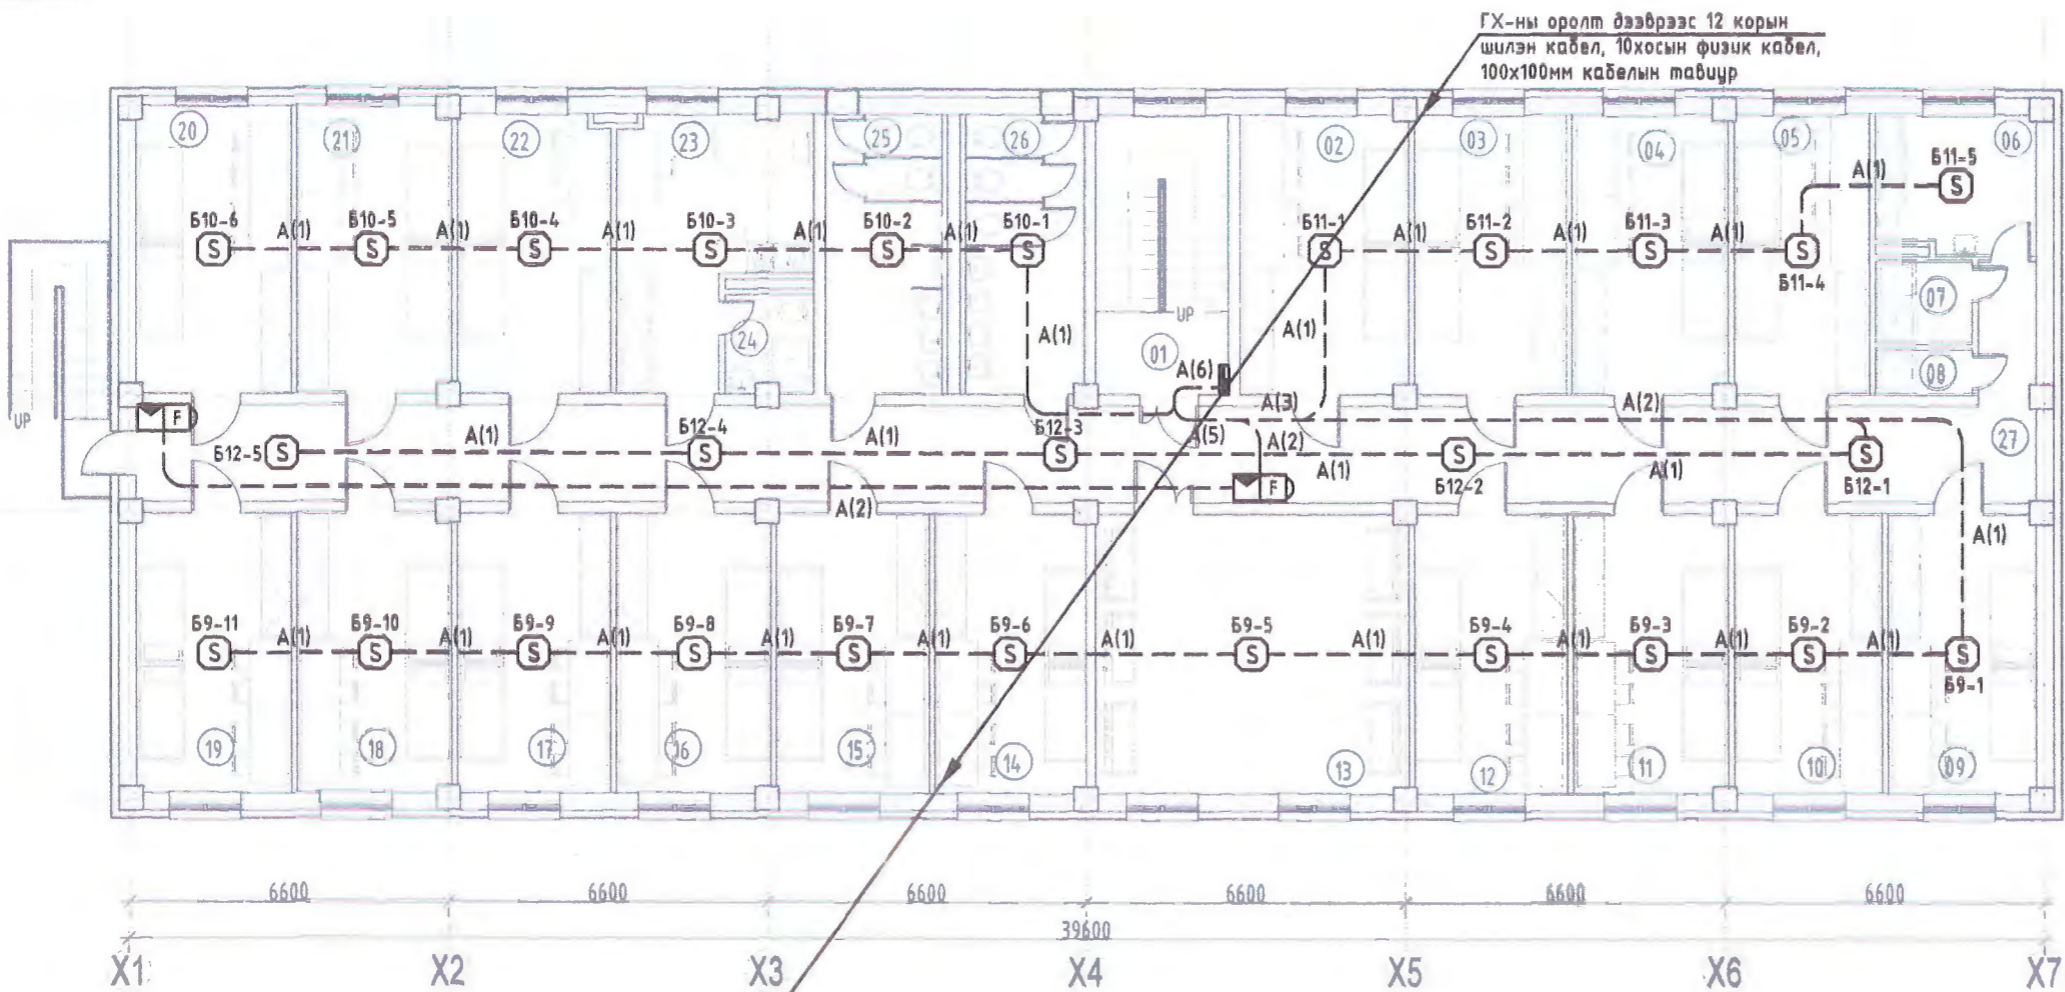 ГХ-ны оролт дээврээс 12 корын
шилэн кабел, 10хосын физик кабел,
100х100мм кабелын тавиур
20
21
22
23
25
26
02
03
04
05
06
Б10-6
А(1)
Б10-5
А(1)
Б10-4
А(1)
Б10-3
А(1)
Б10-2
А(1)
Б10-1
Б11-1
А(1)
Б11-2
А(1)
Б11-3
А(1)
Б11-4
А(1)
Б11-5
S S S S S S S S S S S
UP
24
А(1)
01
UP
А(1)
07
08
А(6)
F
UP
Б12-5
S
А(1)
Б12-4
S
А(1)
Б12-3
S
А(5)
А(3)
А(2)
А(1)
Б12-2
S
А(2)
А(1)
Б12-1
S
27
F
А(2)
А(1)
Б9-11
А(1)
Б9-10
А(1)
Б9-9
А(1)
Б9-8
А(1)
Б9-7
А(1)
Б9-6
А(1)
Б9-5
А(1)
Б9-4
А(1)
Б9-3
А(1)
Б9-2
А(1)
Б9-1
S S S S S S S S S S S
19
18
17
16
15
14
13
12
11
10
09
6600 6600 6600 6600 6600 6600
39600
X1 X2 X3 X4 X5 X6 X7